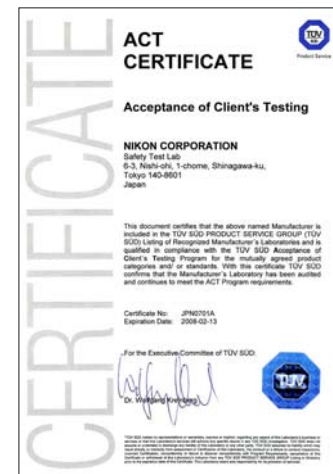 CERTIFICATE
ACT
CERTIFICATE
TÜV
SÜD
Product Service
Acceptance of Client's Testing
NIKON CORPORATION
Safety Test Lab
6-3, Nishi-ohi, 1-chome, Shinagawa-ku,
Tokyo 140-8601
Japan
This document certifies that the above named Manufacturer is
included in the TÜV SÜD PRODUCT SERVICE GROUP (TÜV
SÜD) Listing of Recognized Manufacturer's Laboratories and is
qualified in compliance with the TÜV SÜD Acceptance of
Client's Testing Program for the mutually agreed product
categories and/ or standards. With this certificate TÜV SÜD
confirms that the Manufacturer's Laboratory has been audited
and continues to meet the ACT Program requirements.
Certificate No: JPN0701A
Expiration Date: 2008-02-13
For the Executive Committee of TÜV SÜD:
TÜV